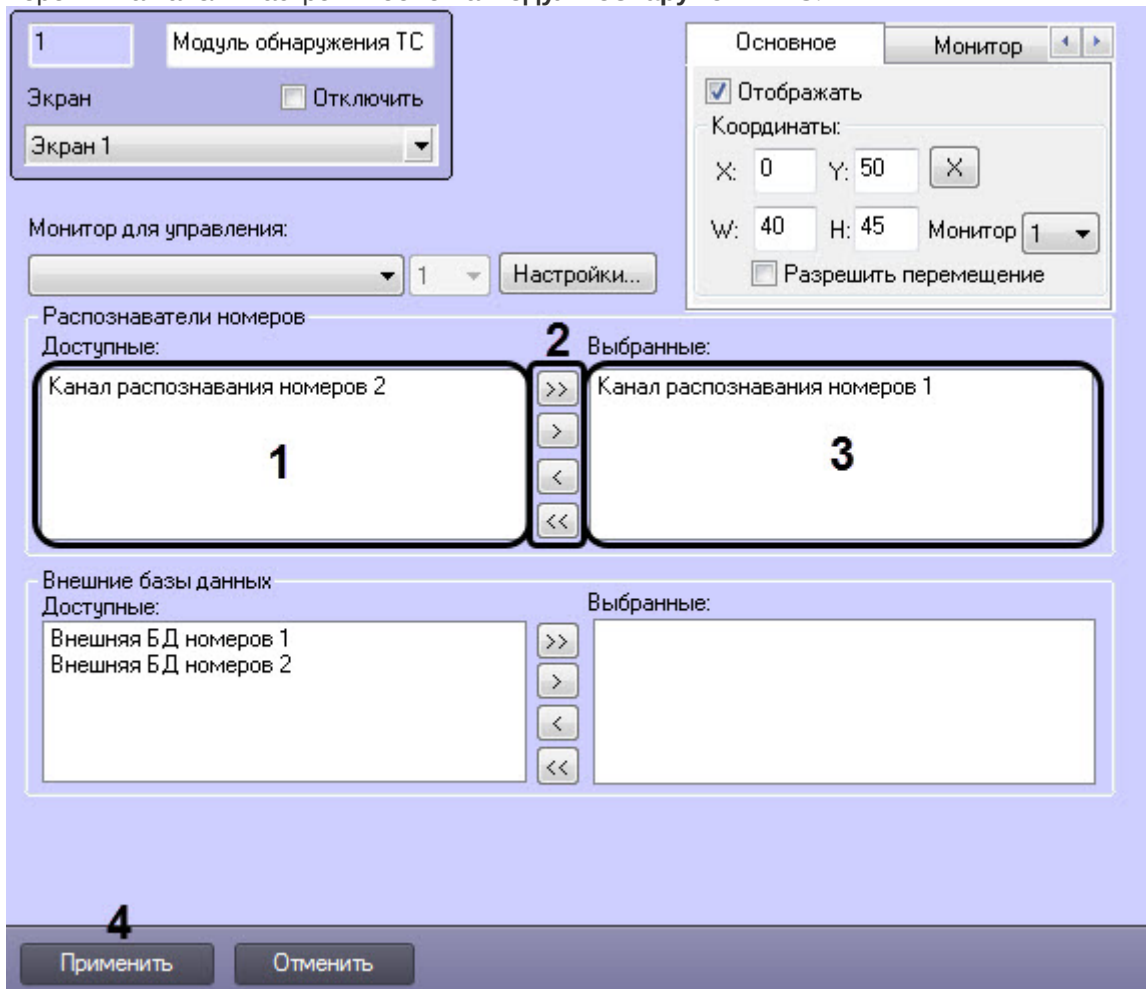 1 Модуль обнаружения ТС
Экран Отключить
Экран 1
Основное Монитор
Отображать
Координаты:
X: 0 Y: 50 X
W: 40 H: 45 Монитор 1
Разрешить перемещение
Монитор для управления:
1 Настройки...
Распознаватели номеров
Доступные: 2 Выбранные:
Канал распознавания номеров 2 >> Канал распознавания номеров 1
>
1 3
<
<<
Внешние базы данных
Доступные: Выбранные:
Внешняя БД номеров 1 >>
Внешняя БД номеров 2
>
<
<<
4
Применить Отменить